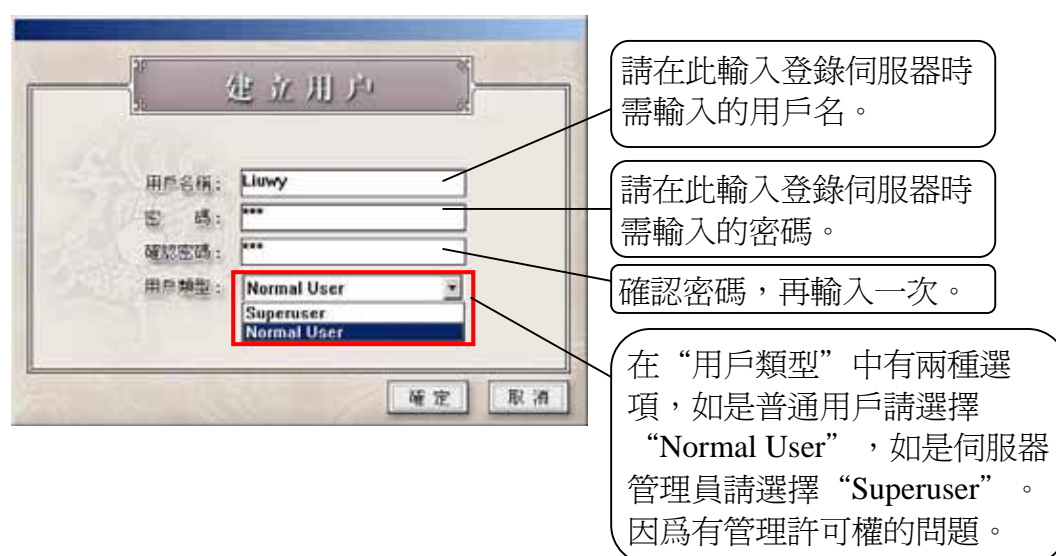 建立用户
用戶名稱：
Liuwy
密　碼：
***
確認密碼：
***
用戶類型：
Normal User
Superuser
Normal User
確定
取消
請在此輸入登錄伺服器時
需輸入的用戶名。
請在此輸入登錄伺服器時
需輸入的密碼。
確認密碼，再輸入一次。
在“用戶類型”中有兩種選
項，如是普通用戶請選擇
“Normal User”，如是伺服器
管理員請選擇“Superuser”。
因爲有管理許可權的問題。